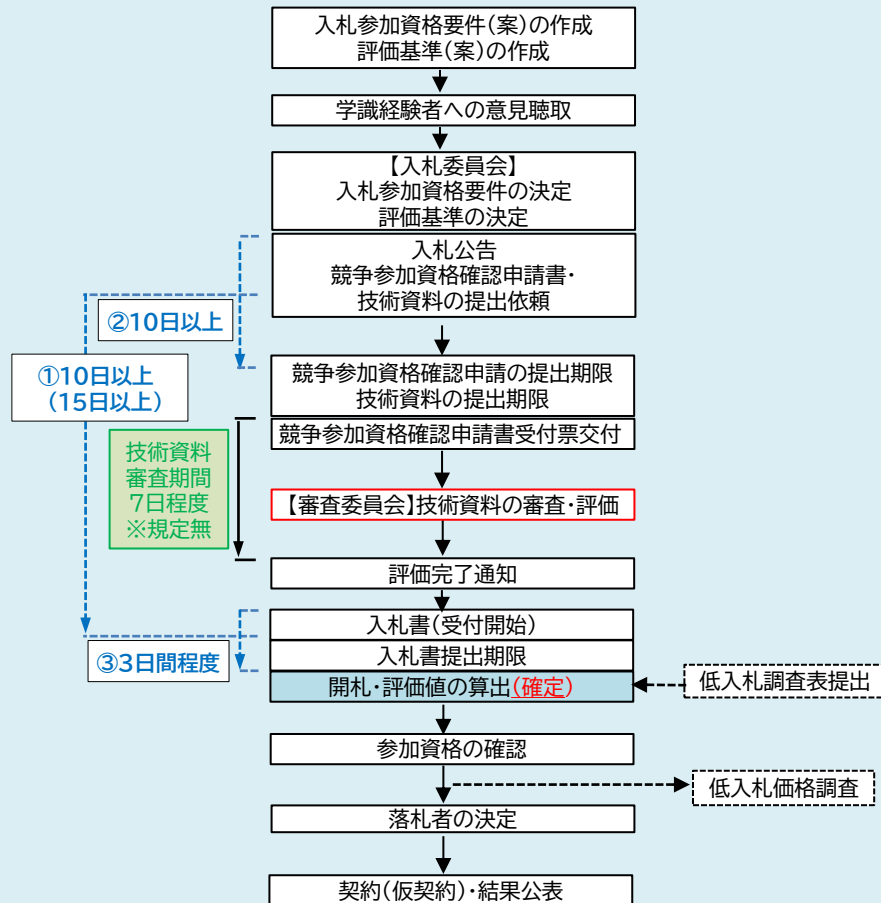 入札参加資格要件(案)の作成
評価基準(案)の作成
学識経験者への意見聴取
【入札委員会】
入札参加資格要件の決定
評価基準の決定
入札公告
競争参加資格確認申請書・
技術資料の提出依頼
②10日以上
①10日以上
(15日以上)
競争参加資格確認申請の提出期限
技術資料の提出期限
競争参加資格確認申請書受付票交付
技術資料
審査期間
7日程度
※規定無
【審査委員会】技術資料の審査・評価
評価完了通知
入札書(受付開始)
③3日間程度
入札書提出期限
開札・評価値の算出(確定)
低入札調査表提出
参加資格の確認
低入札価格調査
落札者の決定
契約(仮契約)・結果公表